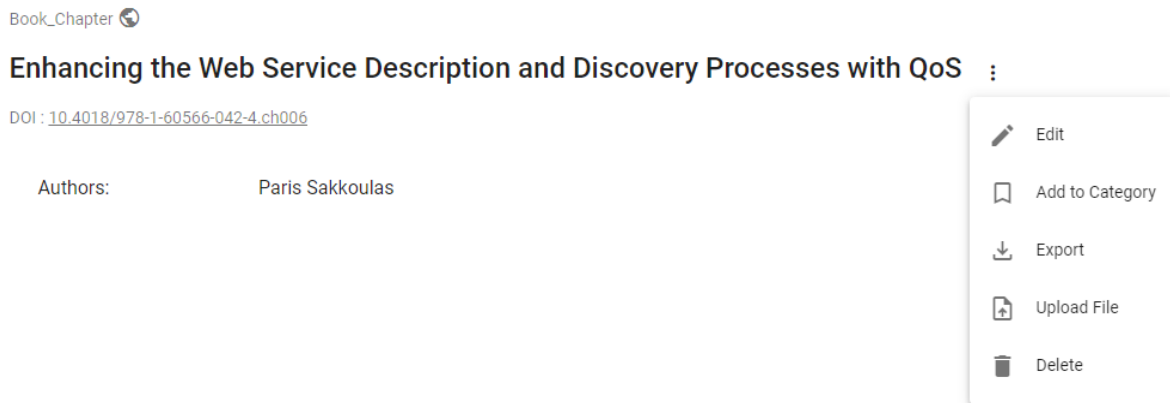 Book_Chapter
Enhancing the Web Service Description and Discovery Processes with QoS
DOI : 10.4018/978-1-60566-042-4.ch006
Edit
Authors: Paris Sakkoulas
Add to Category
Export
Upload File
Delete